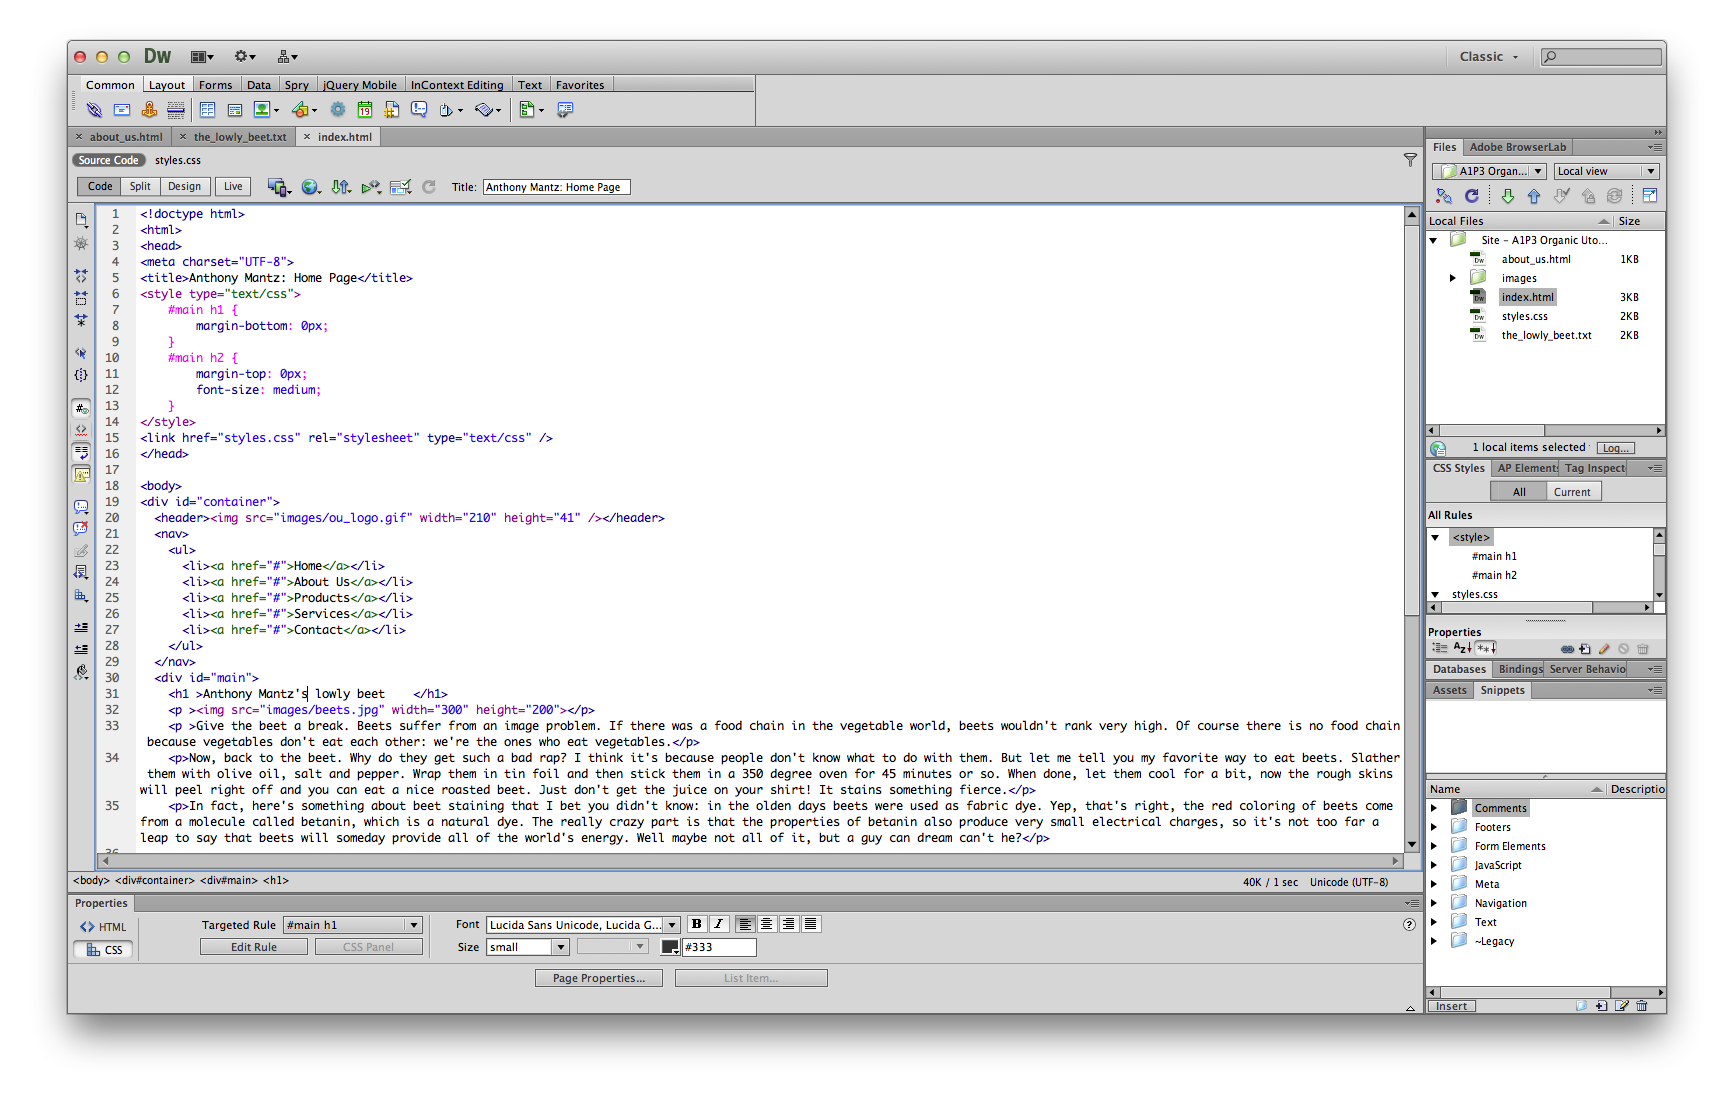 Dw
Classic
Common Layout Forms Data Spry jQuery Mobile InContext Editing Text Favorites
19
× about_us.html × the_lowly_beet.txt × index.html
Source Code styles.css
Code Split Design Live Title: Anthony Mantz: Home Page
1 <!doctype html>
2 <html>
3 <head>
4 <meta charset="UTF-8">
5 <title>Anthony Mantz: Home Page</title>
6 <style type="text/css">
7 #main h1 {
8 margin-bottom: 0px;
9 }
10 #main h2 {
11 margin-top: 0px;
12 font-size: medium;
13 }
14 </style>
15 <link href="styles.css" rel="stylesheet" type="text/css" />
16 </head>
17
18 <body>
19 <div id="container">
20 <header><img src="images/ou_logo.gif" width="210" height="41" /></header>
21 <nav>
22 <ul>
23 <li><a href="#">Home</a></li>
24 <li><a href="#">About Us</a></li>
25 <li><a href="#">Products</a></li>
26 <li><a href="#">Services</a></li>
27 <li><a href="#">Contact</a></li>
28 </ul>
29 </nav>
30 <div id="main">
31 <h1 >Anthony Mantz's lowly beet    </h1>
32 <p ><img src="images/beets.jpg" width="300" height="200"></p>
33 <p >Give the beet a break. Beets suffer from an image problem. If there was a food chain in the vegetable world, beets wouldn't rank very high. Of course there is no food chain
because vegetables don't eat each other: we're the ones who eat vegetables.</p>
34 <p>Now, back to the beet. Why do they get such a bad rap? I think it's because people don't know what to do with them. But let me tell you my favorite way to eat beets. Slather
them with olive oil, salt and pepper. Wrap them in tin foil and then stick them in a 350 degree oven for 45 minutes or so. When done, let them cool for a bit, now the rough skins
will peel right off and you can eat a nice roasted beet. Just don't get the juice on your shirt! It stains something fierce.</p>
35 <p>In fact, here's something about beet staining that I bet you didn't know: in the olden days beets were used as fabric dye. Yep, that's right, the red coloring of beets come
from a molecule called betanin, which is a natural dye. The really crazy part is that the properties of betanin also produce very small electrical charges, so it's not too far a
leap to say that beets will someday provide all of the world's energy. Well maybe not all of it, but a guy can dream can't he?</p>
<body> <div#container> <div#main> <h1> 40K / 1 sec Unicode (UTF-8)
Properties
<> HTML Targeted Rule #main h1 Font Lucida Sans Unicode, Lucida G... B I
CSS Edit Rule CSS Panel Size small #333
Page Properties... List Item...
Files Adobe BrowserLab
A1P3 Organ... Local view
Local Files Size
Site - A1P3 Organic Uto...
about_us.html 1KB
images
index.html 3KB
styles.css 2KB
the_lowly_beet.txt 2KB
1 local items selected Log...
CSS Styles AP Element Tag Inspect
All Current
All Rules
<style>
#main h1
#main h2
styles.css
Properties
Databases Bindings Server Behavio
Assets Snippets
Name Descriptio
Comments
Footers
Form Elements
JavaScript
Meta
Navigation
Text
~Legacy
Insert